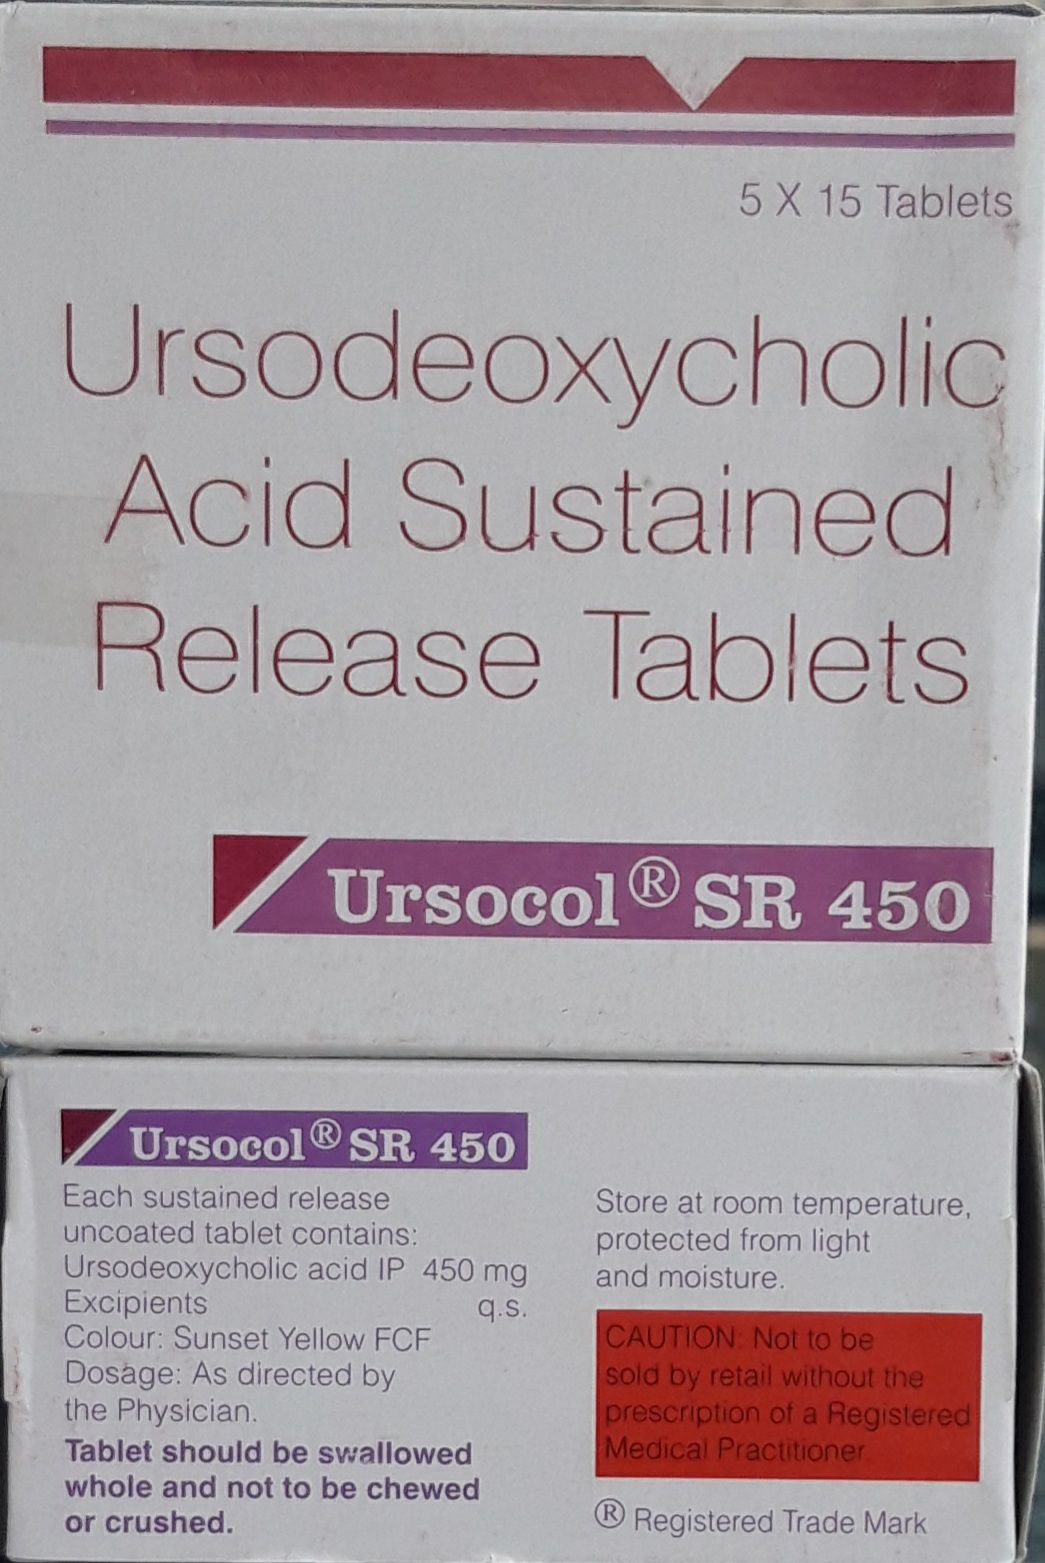 5 X 15 Tablets
Ursodeoxycholic
Acid Sustained
Release Tablets
Ursocol® SR 450
Ursocol® SR 450
Each sustained release
uncoated tablet contains:
Ursodeoxycholic acid IP 450 mg
Excipients q.s.
Colour: Sunset Yellow FCF
Dosage: As directed by
the Physician.
Tablet should be swallowed
whole and not to be chewed
or crushed.
Store at room temperature,
protected from light
and moisture.
CAUTION: Not to be
sold by retail without the
prescription of a Registered
Medical Practitioner
® Registered Trade Mark